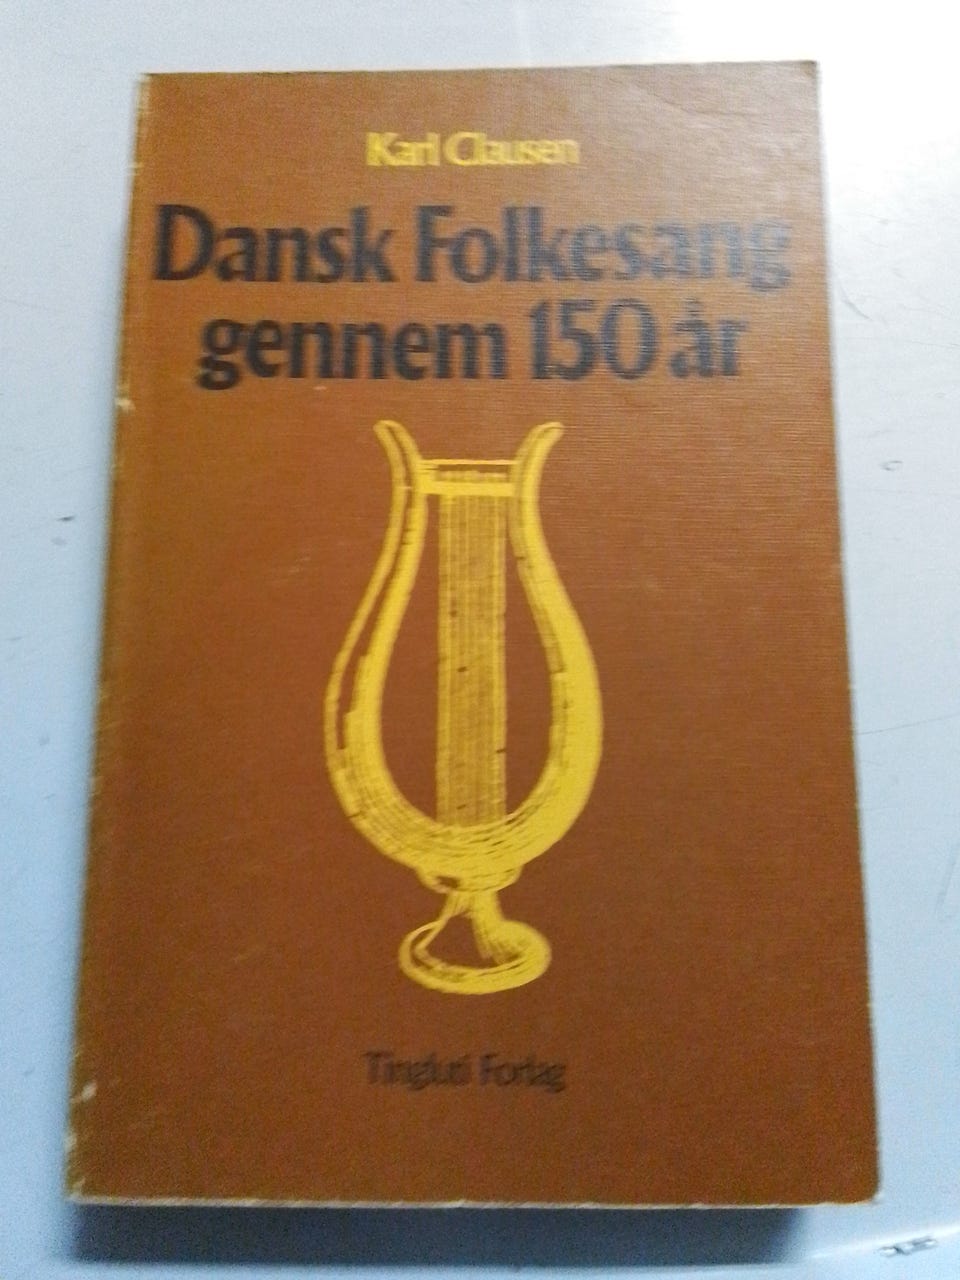 Karl Clausen
Dansk Folkesang
gennem 150 år
Tingluti Forlag